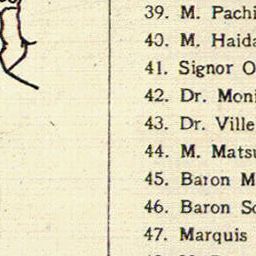 39. M. Pachi
40. M. Haida
41. Signor O
42. Dr. Moni
43. Dr. Ville
44. M. Matsu
45. Baron M
46. Baron So
47. Marquis